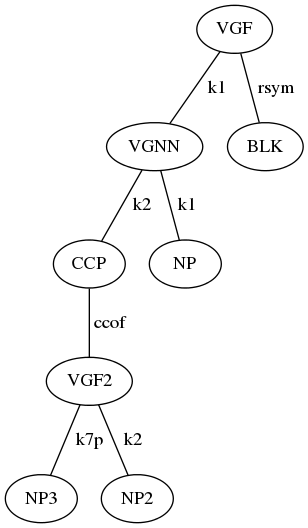 VGF
k1 rsym
VGNN BLK
k2 k1
CCP NP
ccof
VGF2
k7p k2
NP3 NP2